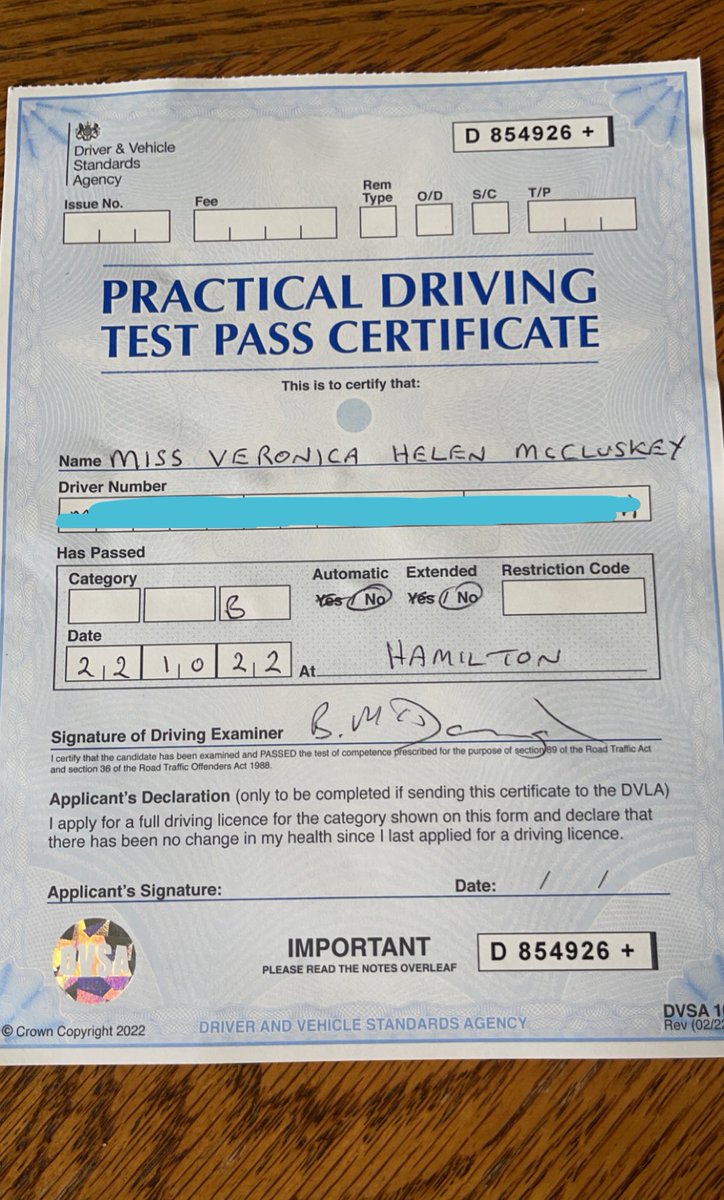 Driver & Vehicle
Standards
Agency
D 854926 +
Issue No. Fee Rem Type O/D S/C T/P
PRACTICAL DRIVING
TEST PASS CERTIFICATE
This is to certify that:
Name MISS VERONICA HELEN McCLUSKEY
Driver Number
Has Passed
Category Automatic Extended Restriction Code
B Yes / No Yes / No
Date
22 10 22 At HAMILTON
Signature of Driving Examiner B.
I certify that the candidate has been examined and PASSED the test of competence prescribed for the purpose of section 89 of the Road Traffic Act
and section 36 of the Road Traffic Offenders Act 1988.
Applicant's Declaration (only to be completed if sending this certificate to the DVLA)
I apply for a full driving licence for the category shown on this form and declare that
there has been no change in my health since I last applied for a driving licence.
Applicant's Signature: Date: / /
DVSA
IMPORTANT
PLEASE READ THE NOTES OVERLEAF
D 854926 +
© Crown Copyright 2022
DRIVER AND VEHICLE STANDARDS AGENCY
DVSA
Rev (02/22